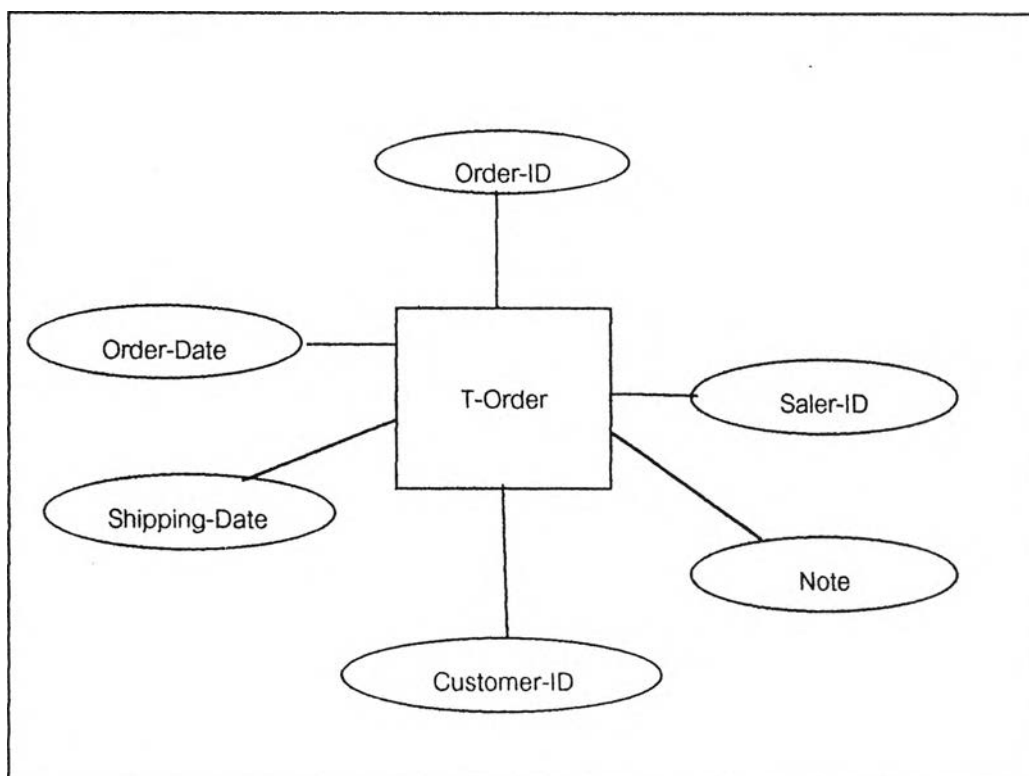 Order-ID
Order-Date
T-Order
Saler-ID
Shipping-Date
Note
Customer-ID